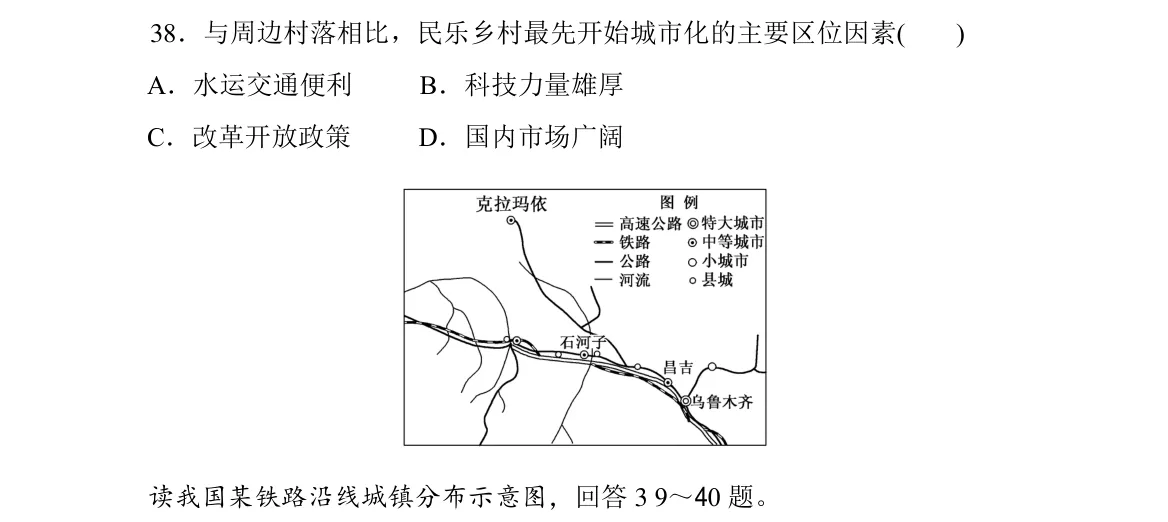 38．与周边村落相比，民乐乡村最先开始城市化的主要区位因素(　　)
A．水运交通便利　　B．科技力量雄厚
C．改革开放政策　　D．国内市场广阔
克拉玛依
图 例
高速公路 特大城市
铁路 中等城市
公路 小城市
河流 县城
石河子
昌吉
乌鲁木齐
读我国某铁路沿线城镇分布示意图，回答 3 9～40 题。